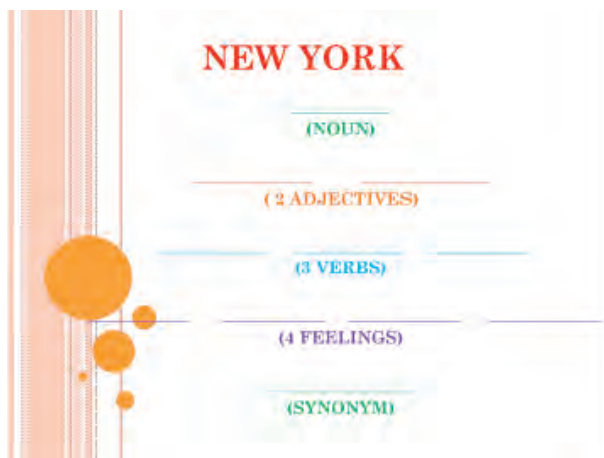 NEW YORK
(NOUN)
( 2 ADJECTIVES)
(3 VERBS)
(4 FEELINGS)
(SYNONYM)